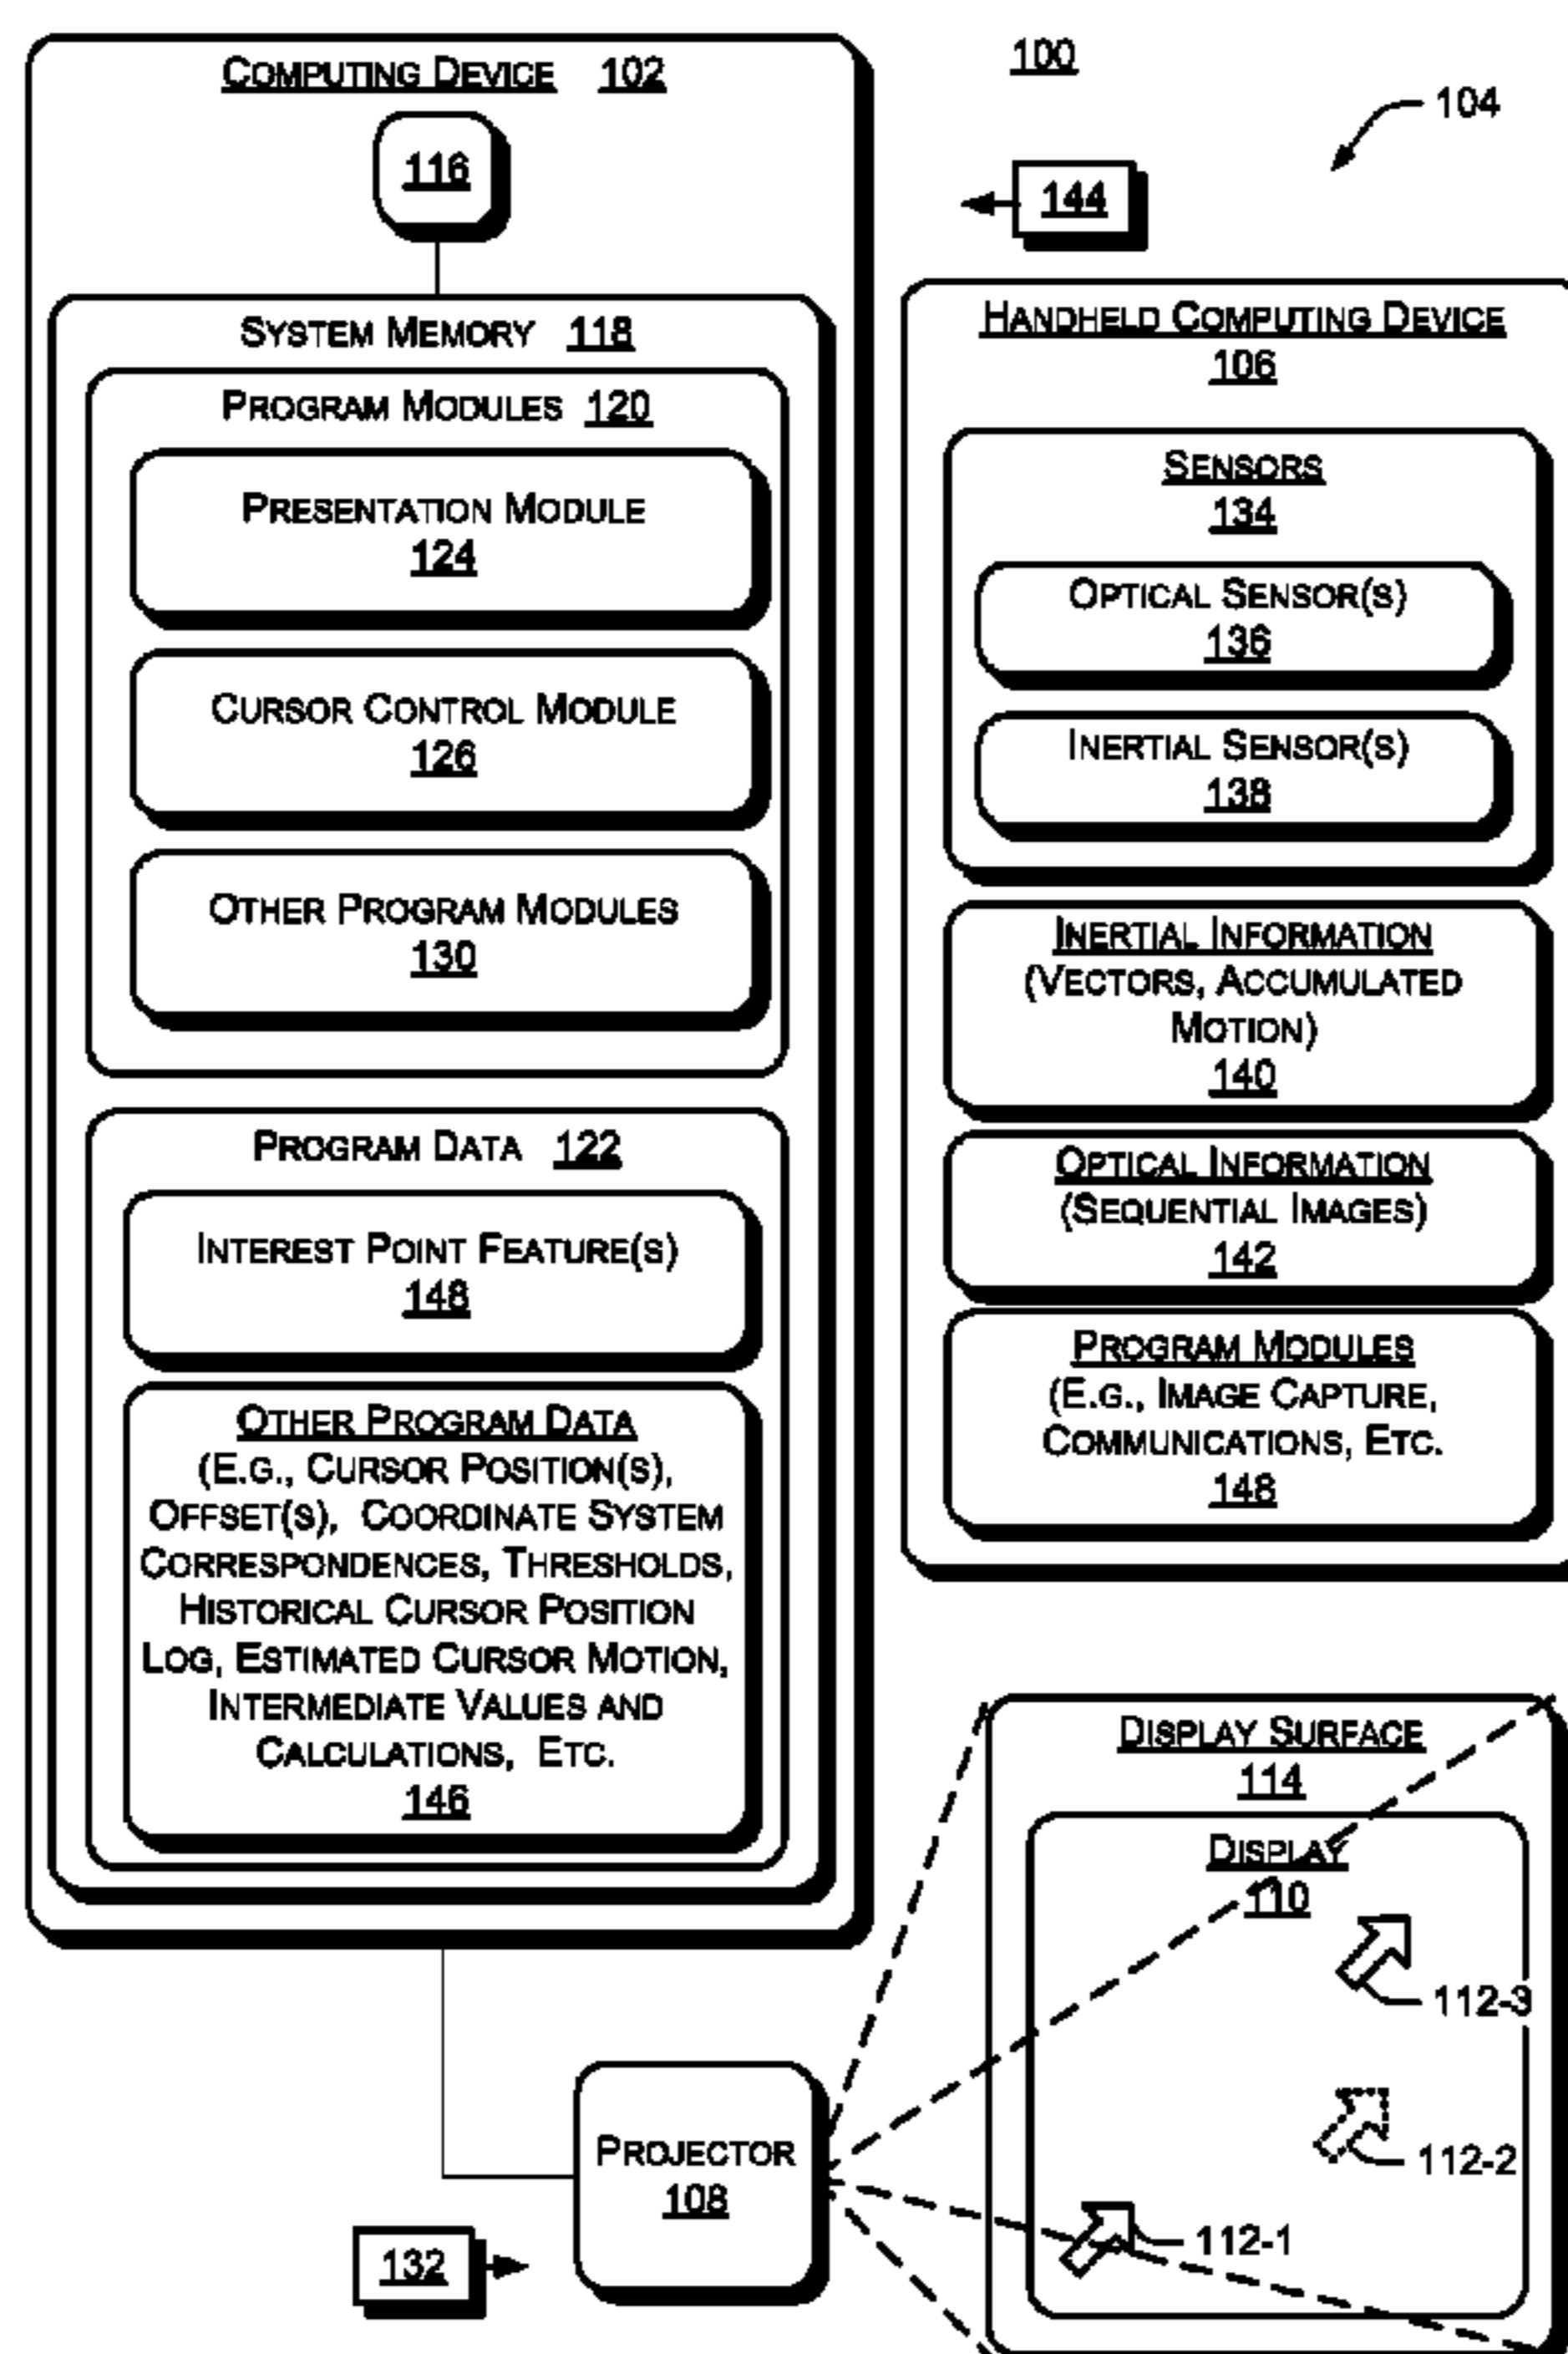 COMPUTING DEVICE 102
116
SYSTEM MEMORY 118
PROGRAM MODULES 120
PRESENTATION MODULE
124
CURSOR CONTROL MODULE
126
OTHER PROGRAM MODULES
130
PROGRAM DATA 122
INTEREST POINT FEATURE(S)
148
OTHER PROGRAM DATA
(E.G., CURSOR POSITION(S),
OFFSET(S), COORDINATE SYSTEM
CORRESPONDENCES, THRESHOLDS,
HISTORICAL CURSOR POSITION
LOG, ESTIMATED CURSOR MOTION,
INTERMEDIATE VALUES AND
CALCULATIONS, ETC.
146
100
104
144
HANDHELD COMPUTING DEVICE
106
SENSORS
134
OPTICAL SENSOR(S)
136
INERTIAL SENSOR(S)
138
INERTIAL INFORMATION
(VECTORS, ACCUMULATED
MOTION)
140
OPTICAL INFORMATION
(SEQUENTIAL IMAGES)
142
PROGRAM MODULES
(E.G., IMAGE CAPTURE,
COMMUNICATIONS, ETC.
148
PROJECTOR
108
132
DISPLAY SURFACE
114
DISPLAY
110
112-3
112-2
112-1